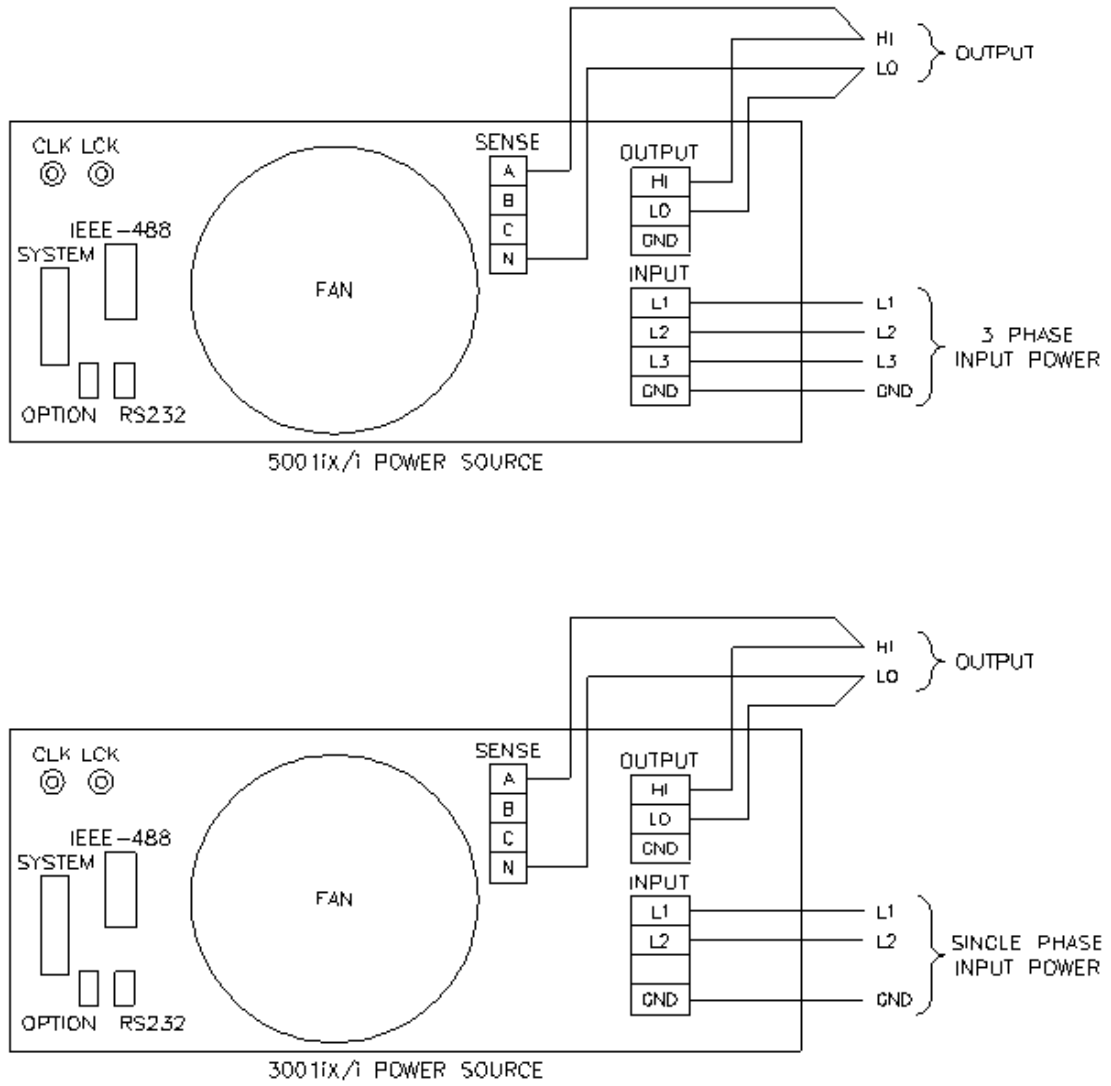 HI
LO
OUTPUT
CLK LCK
SENSE
A
B
C
N
OUTPUT
HI
LO
GND
IEEE-488
SYSTEM
FAN
INPUT
L1
L2
L3
GND
L1
L2
L3
GND
3 PHASE
INPUT POWER
OPTION RS232
5001iX/i POWER SOURCE
HI
LO
OUTPUT
CLK LCK
SENSE
A
B
C
N
OUTPUT
HI
LO
GND
IEEE-488
SYSTEM
FAN
INPUT
L1
L2
GND
L1
L2
GND
SINGLE PHASE
INPUT POWER
OPTION RS232
3001iX/i POWER SOURCE